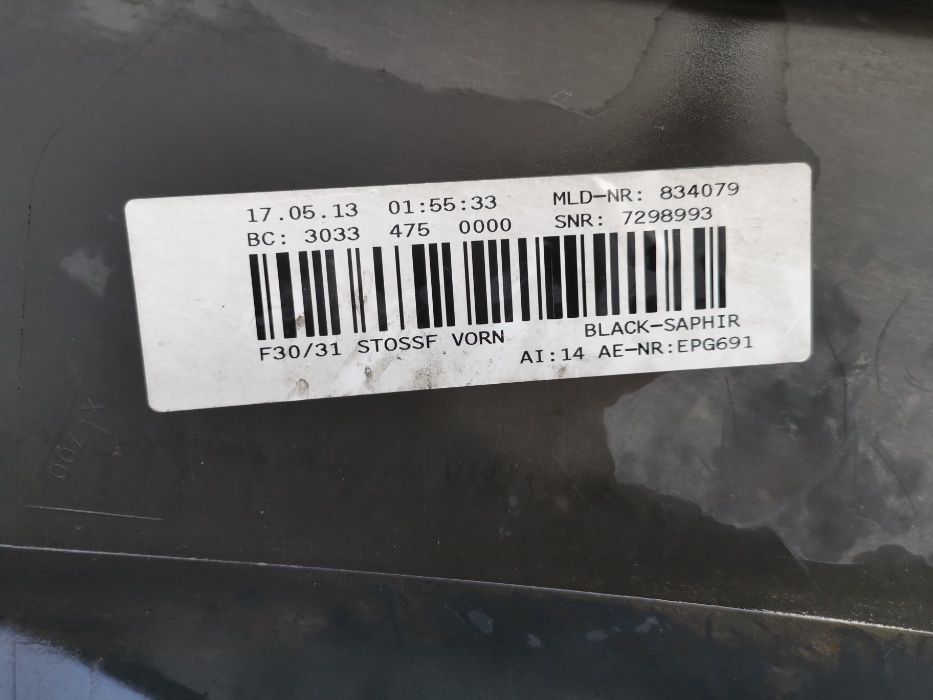 17.05.13 01:55:33 MLD-NR: 834079
BC: 3033 475 0000 SNR: 7298993
F30/31 STOSSF VORN BLACK-SAPHIR
AI:14 AE-NR:EPG691